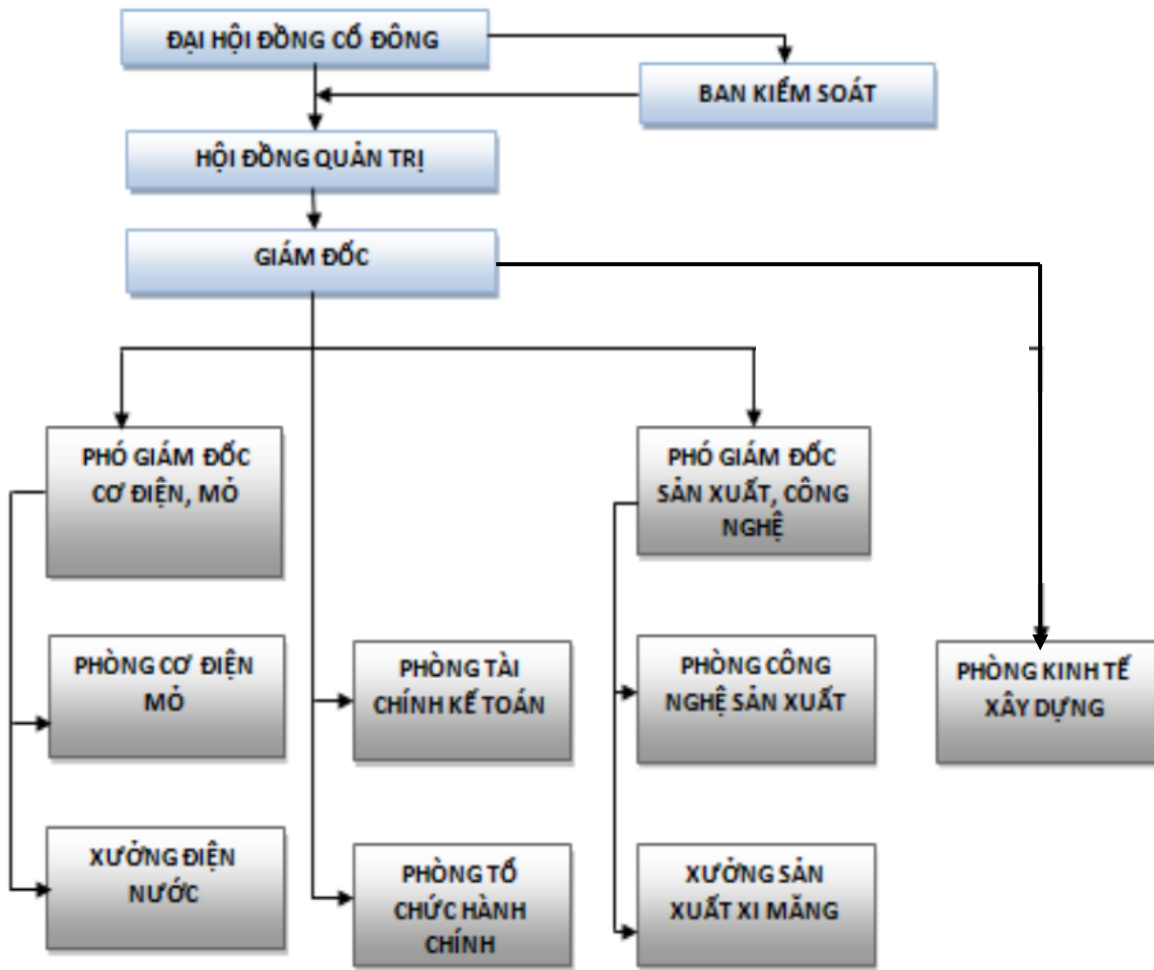 ĐẠI HỘI ĐỒNG CỔ ĐÔNG
BAN KIỂM SOÁT
HỘI ĐỒNG QUẢN TRỊ
GIÁM ĐỐC
PHÓ GIÁM ĐỐC
CƠ ĐIỆN, MỎ
PHÓ GIÁM ĐỐC
SẢN XUẤT, CÔNG
NGHỆ
PHÒNG CƠ ĐIỆN
MỎ
PHÒNG TÀI
CHÍNH KẾ TOÁN
PHÒNG CÔNG
NGHỆ SẢN XUẤT
PHÒNG KINH TẾ
XÂY DỰNG
XƯỞNG ĐIỆN
NƯỚC
PHÒNG TỔ
CHỨC HÀNH
CHÍNH
XƯỞNG SẢN
XUẤT XI MĂNG